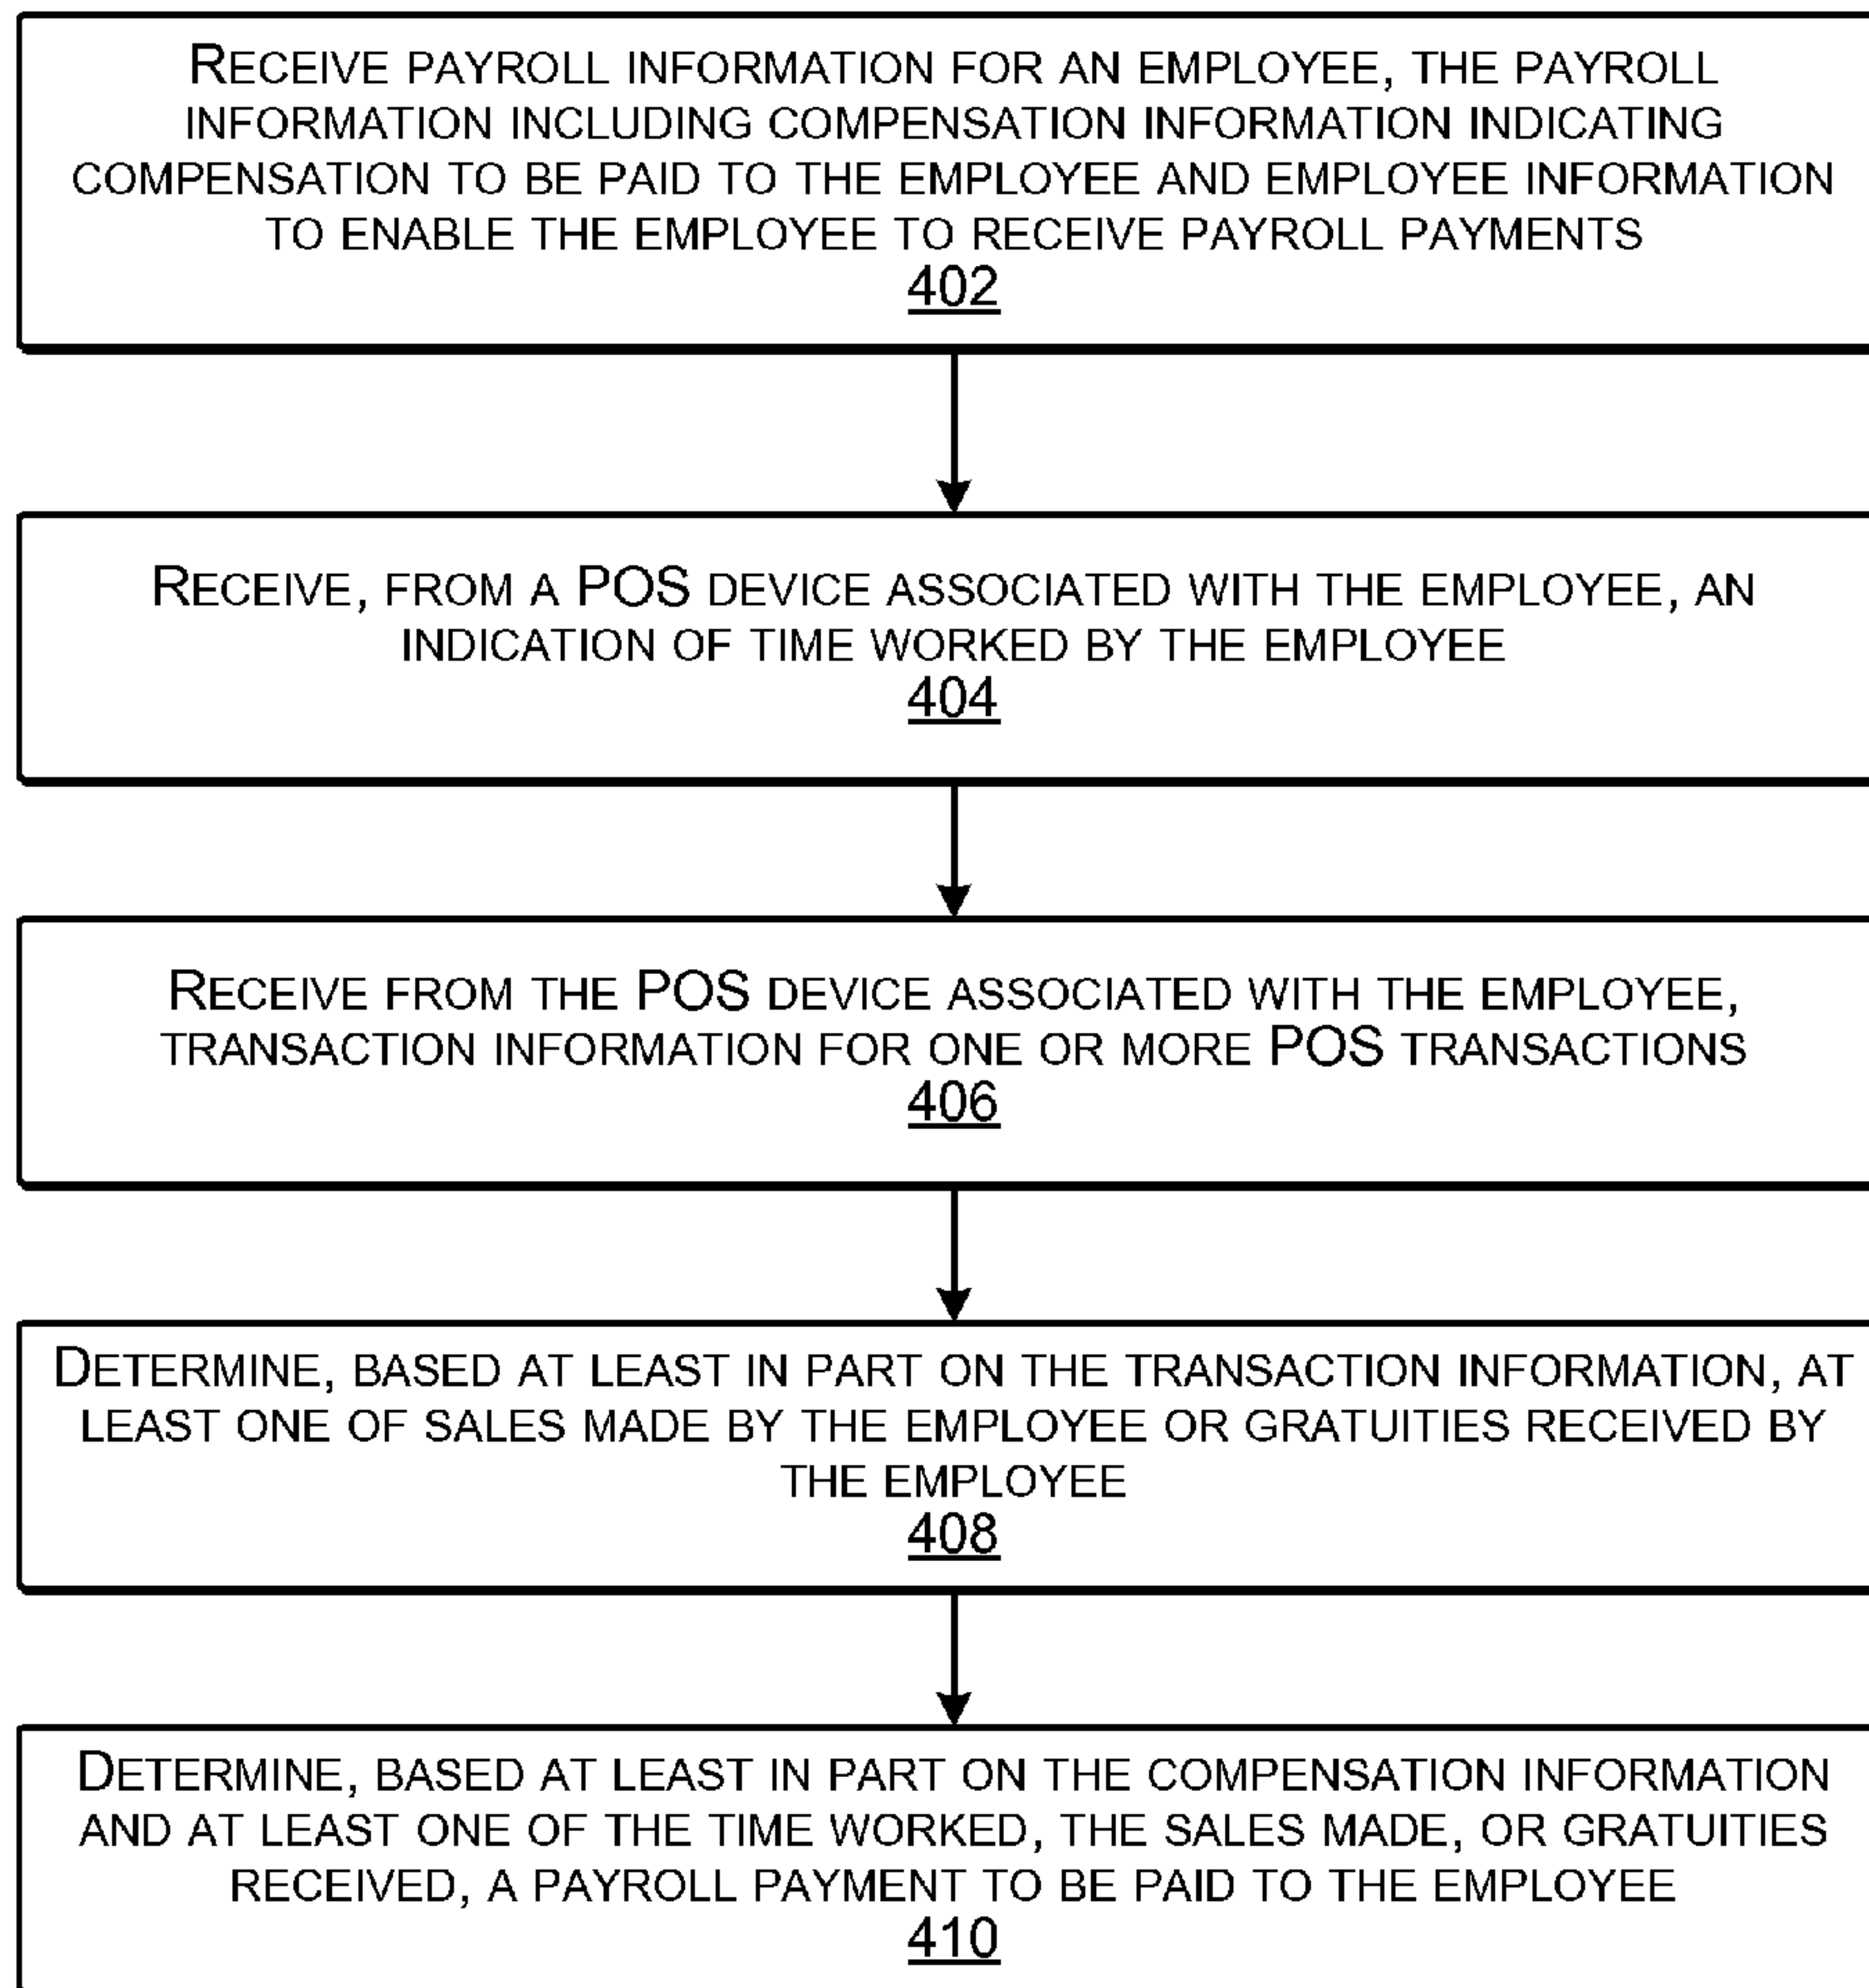 RECEIVE PAYROLL INFORMATION FOR AN EMPLOYEE, THE PAYROLL
INFORMATION INCLUDING COMPENSATION INFORMATION INDICATING
COMPENSATION TO BE PAID TO THE EMPLOYEE AND EMPLOYEE INFORMATION
TO ENABLE THE EMPLOYEE TO RECEIVE PAYROLL PAYMENTS
402
RECEIVE, FROM A POS DEVICE ASSOCIATED WITH THE EMPLOYEE, AN
INDICATION OF TIME WORKED BY THE EMPLOYEE
404
RECEIVE FROM THE POS DEVICE ASSOCIATED WITH THE EMPLOYEE,
TRANSACTION INFORMATION FOR ONE OR MORE POS TRANSACTIONS
406
DETERMINE, BASED AT LEAST IN PART ON THE TRANSACTION INFORMATION, AT
LEAST ONE OF SALES MADE BY THE EMPLOYEE OR GRATUITIES RECEIVED BY
THE EMPLOYEE
408
DETERMINE, BASED AT LEAST IN PART ON THE COMPENSATION INFORMATION
AND AT LEAST ONE OF THE TIME WORKED, THE SALES MADE, OR GRATUITIES
RECEIVED, A PAYROLL PAYMENT TO BE PAID TO THE EMPLOYEE
410